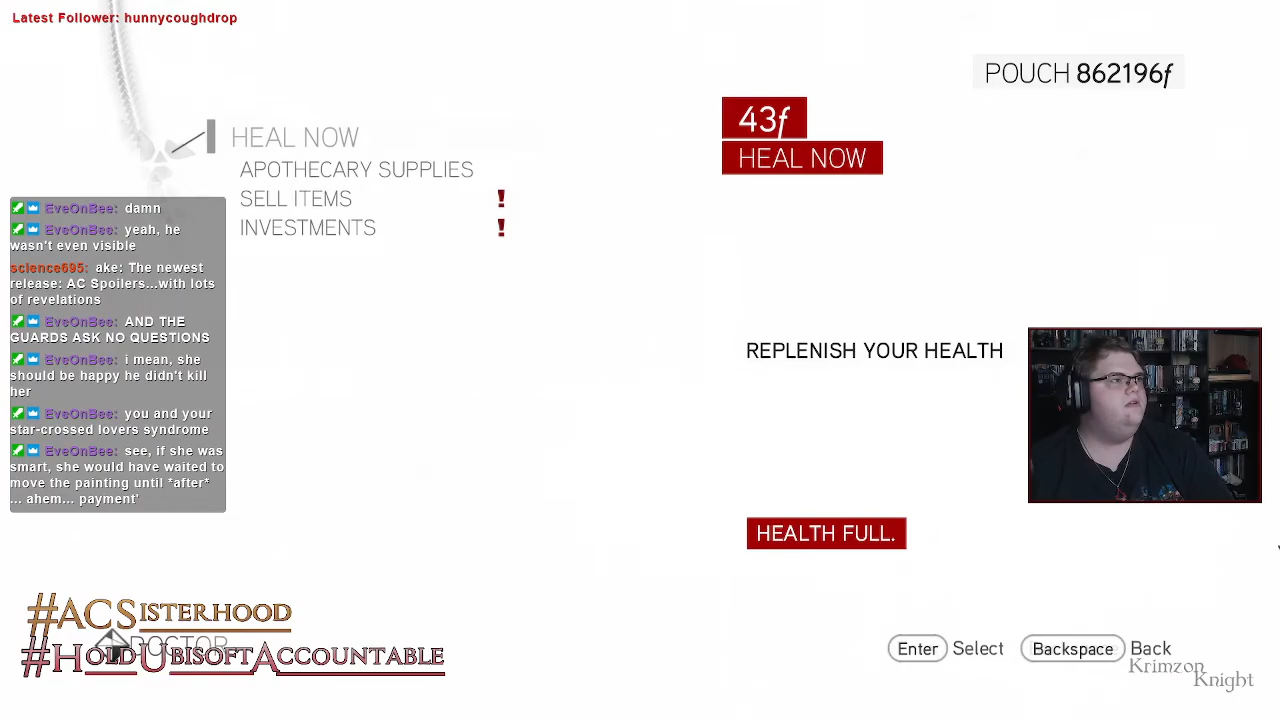 Latest Follower: hunnycoughdrop
POUCH 862196f
43f
HEAL NOW
HEAL NOW
APOTHECARY SUPPLIES
SELL ITEMS !
INVESTMENTS !
EveOnBee: damn
EveOnBee: yeah, he
wasn't even visible
science695: ake: The newest
release: AC Spoilers...with lots
of revelations
EveOnBee: AND THE
GUARDS ASK NO QUESTIONS
EveOnBee: i mean, she
should be happy he didn't kill
her
EveOnBee: you and your
star-crossed lovers syndrome
EveOnBee: see, if she was
smart, she would have waited to
move the painting until *after*
... ahem... payment'
REPLENISH YOUR HEALTH
HEALTH FULL.
#ACSISTERHOOD
DOCTOR
#HOLDUBISOFTACCOUNTABLE
Enter Select Backspace Back
Krimzon
Knight